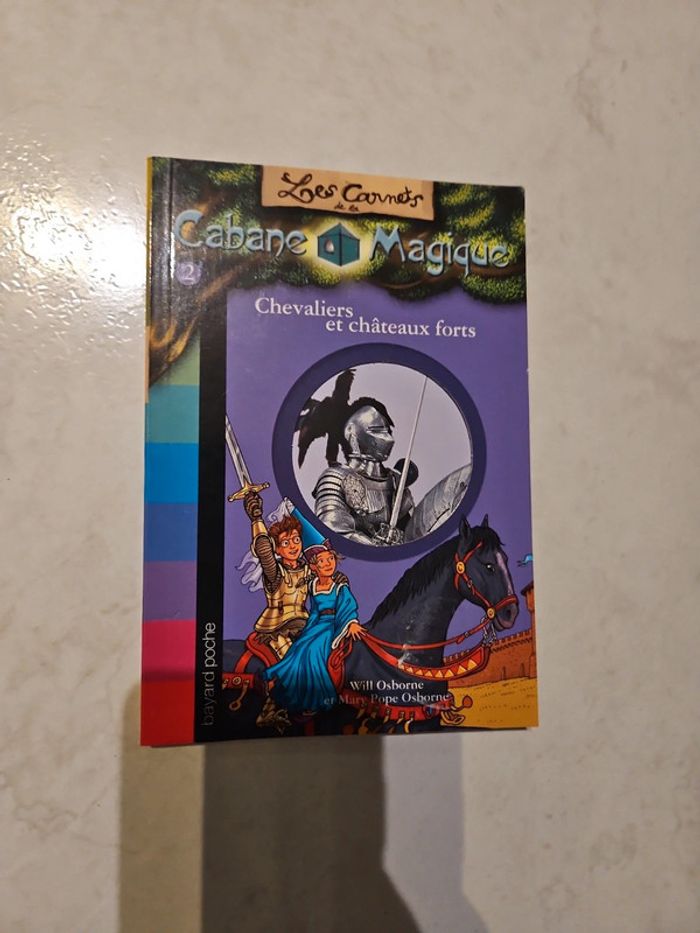 Les Carnets
de la
Cabane Magique
2
Chevaliers
et châteaux forts
Will Osborne
et Mary Pope Osborne
bayard poche